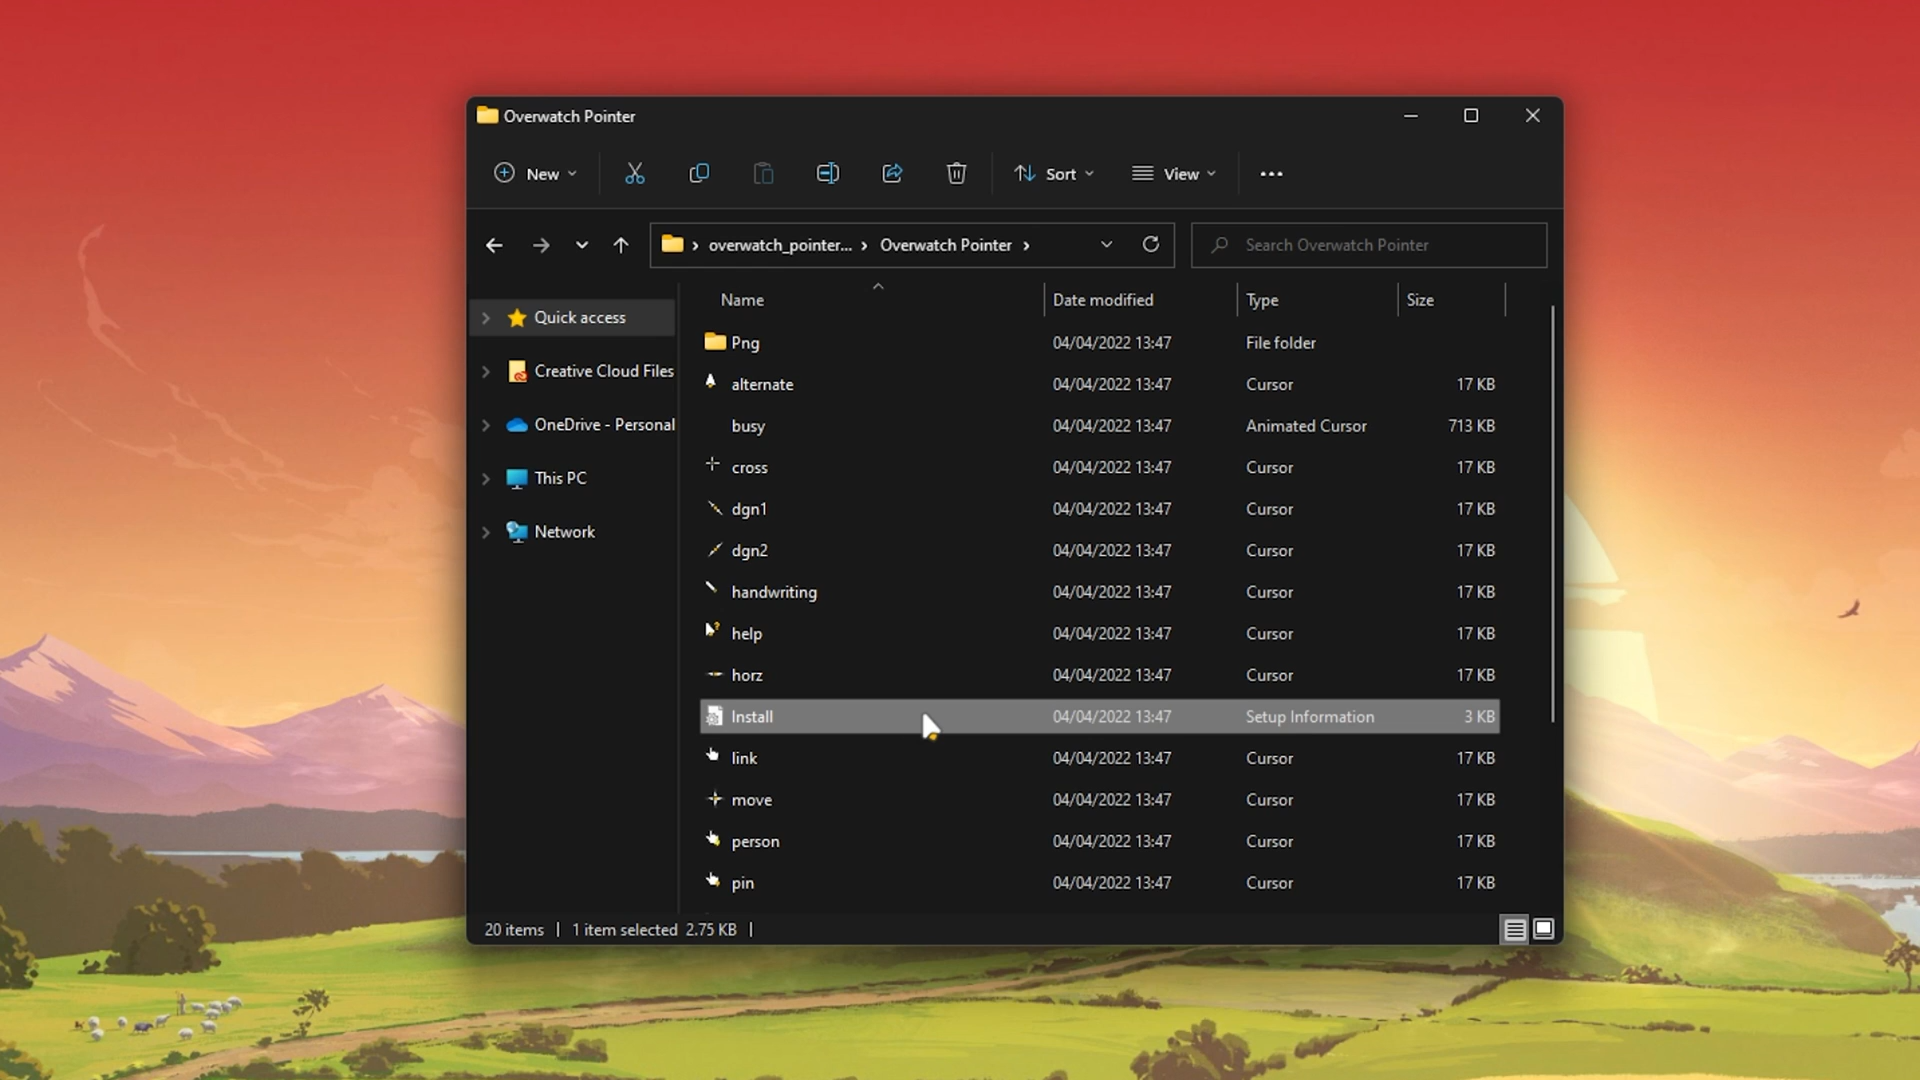 Overwatch Pointer
New
Sort
View
overwatch_pointer... Overwatch Pointer
Search Overwatch Pointer
Quick access
Creative Cloud Files
OneDrive - Personal
This PC
Network
Name Date modified Type Size
Png 04/04/2022 13:47 File folder
alternate 04/04/2022 13:47 Cursor 17 KB
busy 04/04/2022 13:47 Animated Cursor 713 KB
cross 04/04/2022 13:47 Cursor 17 KB
dgn1 04/04/2022 13:47 Cursor 17 KB
dgn2 04/04/2022 13:47 Cursor 17 KB
handwriting 04/04/2022 13:47 Cursor 17 KB
help 04/04/2022 13:47 Cursor 17 KB
horz 04/04/2022 13:47 Cursor 17 KB
Install 04/04/2022 13:47 Setup Information 3 KB
link 04/04/2022 13:47 Cursor 17 KB
move 04/04/2022 13:47 Cursor 17 KB
person 04/04/2022 13:47 Cursor 17 KB
pin 04/04/2022 13:47 Cursor 17 KB
20 items | 1 item selected 2.75 KB |